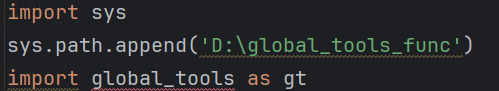 import sys
sys.path.append('D:\global_tools_func')
import global_tools as gt